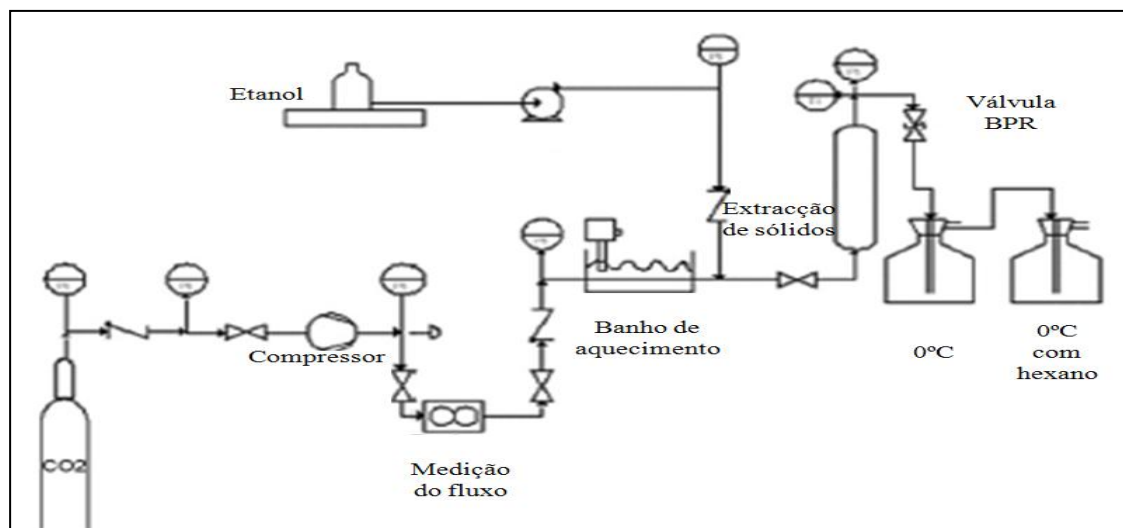 Etanol
Válvula
BPR
Extracção
de sólidos
Compressor
Banho de
aquecimento
0ºC
0ºC
com
hexano
CO2
Medição
do fluxo